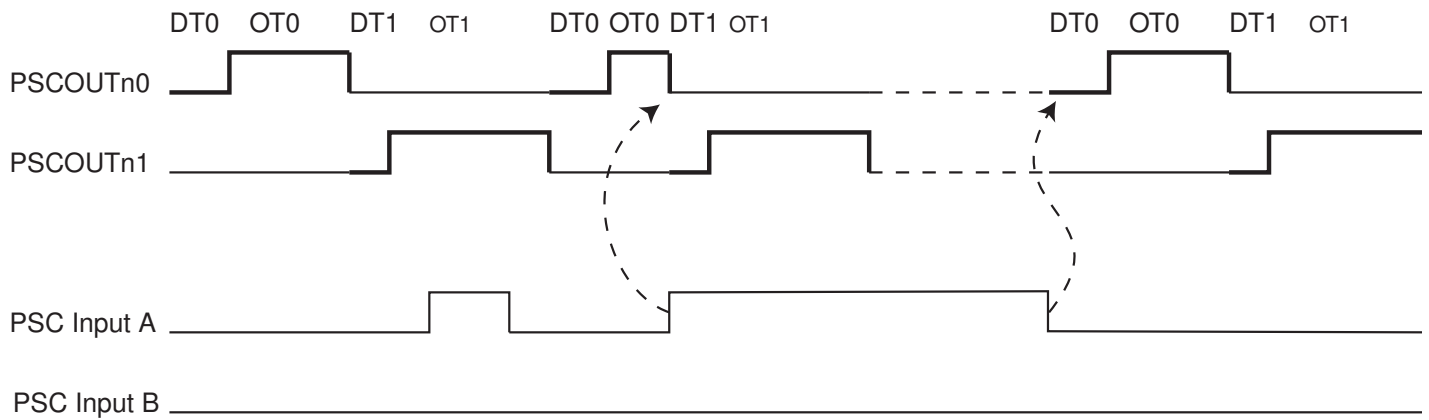 DT0 OT0 DT1 OT1 DT0 OT0 DT1 OT1 DT0 OT0 DT1 OT1
PSCOUTn0
PSCOUTn1
PSC Input A
PSC Input B